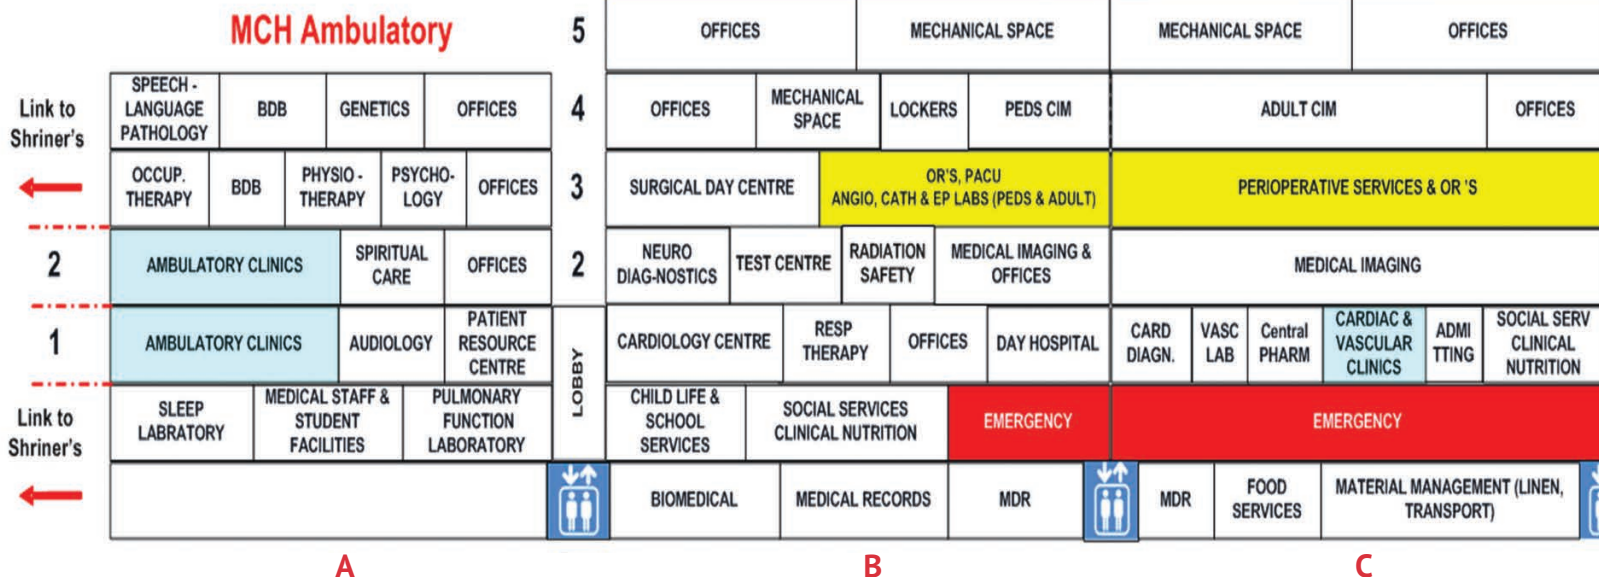 MCH Ambulatory
5
OFFICES
MECHANICAL SPACE
MECHANICAL SPACE
OFFICES
Link to
Shriner's
SPEECH -
LANGUAGE
PATHOLOGY
BDB
GENETICS
OFFICES
4
OFFICES
MECHANICAL
SPACE
LOCKERS
PEDS CIM
ADULT CIM
OFFICES
OCCUP.
THERAPY
BDB
PHYSIO -
THERAPY
PSYCHO-
LOGY
OFFICES
3
SURGICAL DAY CENTRE
OR'S, PACU
ANGIO, CATH & EP LABS (PEDS & ADULT)
PERIOPERATIVE SERVICES & OR 'S
2
AMBULATORY CLINICS
SPIRITUAL
CARE
OFFICES
2
NEURO
DIAG-NOSTICS
TEST CENTRE
RADIATION
SAFETY
MEDICAL IMAGING &
OFFICES
MEDICAL IMAGING
1
AMBULATORY CLINICS
AUDIOLOGY
PATIENT
RESOURCE
CENTRE
LOBBY
CARDIOLOGY CENTRE
RESP
THERAPY
OFFICES
DAY HOSPITAL
CARD
DIAGN.
VASC
LAB
Central
PHARM
CARDIAC &
VASCULAR
CLINICS
ADMI
TTING
SOCIAL SERV
CLINICAL
NUTRITION
Link to
Shriner's
SLEEP
LABRATORY
MEDICAL STAFF &
STUDENT
FACILITIES
PULMONARY
FUNCTION
LABORATORY
CHILD LIFE &
SCHOOL
SERVICES
SOCIAL SERVICES
CLINICAL NUTRITION
EMERGENCY
EMERGENCY
BIOMEDICAL
MEDICAL RECORDS
MDR
MDR
FOOD
SERVICES
MATERIAL MANAGEMENT (LINEN,
TRANSPORT)
A
B
C